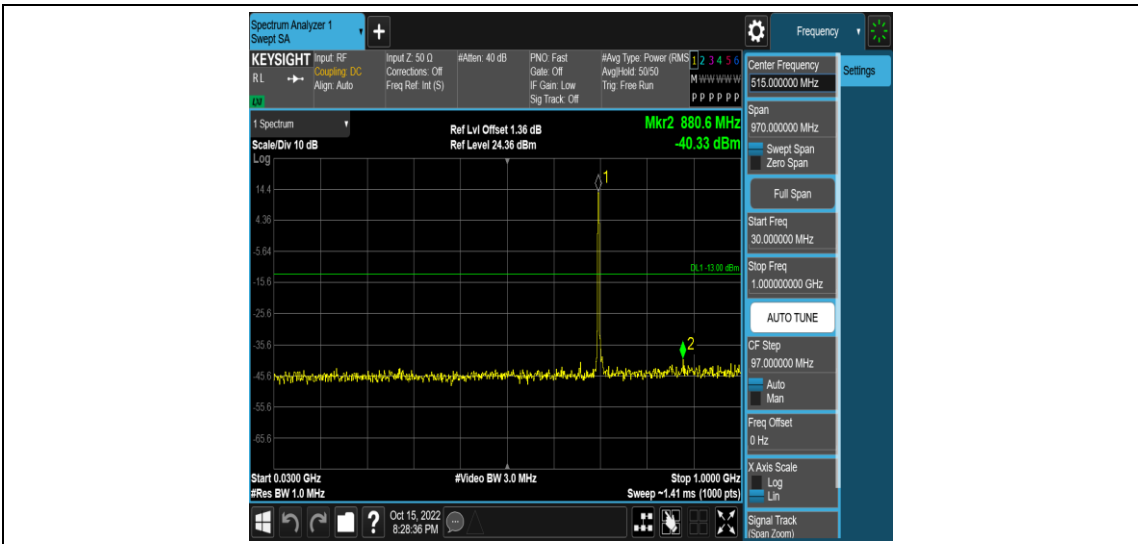 Spectrum Analyzer 1
Swept SA
+
Frequency
KEYSIGHT
RL
LXI
Input: RF
Coupling: DC
Align: Auto
Input Z: 50 Ω
Corrections: Off
Freq Ref: Int (S)
#Atten: 40 dB
PNO: Fast
Gate: Off
IF Gain: Low
Sig Track: Off
#Avg Type: Power (RMS
Avg|Hold: 50/50
Trig: Free Run
1 2 3 4 5 6
M W W W W W
P P P P P P
1 Spectrum
Scale/Div 10 dB
Log
Ref Lvl Offset 1.36 dB
Ref Level 24.36 dBm
Mkr2 880.6 MHz
-40.33 dBm
1
14.4
4.36
-5.64
DL1 -13.00 dBm
-15.6
-25.6
-35.6
2
-45.6
-55.6
-65.6
Start 0.0300 GHz
#Res BW 1.0 MHz
#Video BW 3.0 MHz
Stop 1.0000 GHz
Sweep ~1.41 ms (1000 pts)
?
Oct 15, 2022
8:28:36 PM
Center Frequency
515.000000 MHz
Settings
Span
970.000000 MHz
Swept Span
Zero Span
Full Span
Start Freq
30.000000 MHz
Stop Freq
1.000000000 GHz
AUTO TUNE
CF Step
97.000000 MHz
Auto
Man
Freq Offset
0 Hz
X Axis Scale
Log
Lin
Signal Track
(Span Zoom)